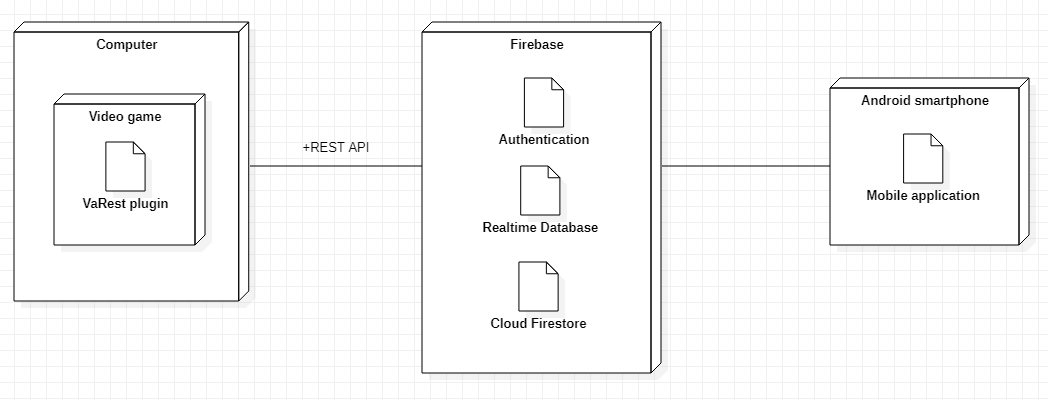 Computer
Video game
VaRest plugin
+REST API
Firebase
Authentication
Realtime Database
Cloud Firestore
Android smartphone
Mobile application